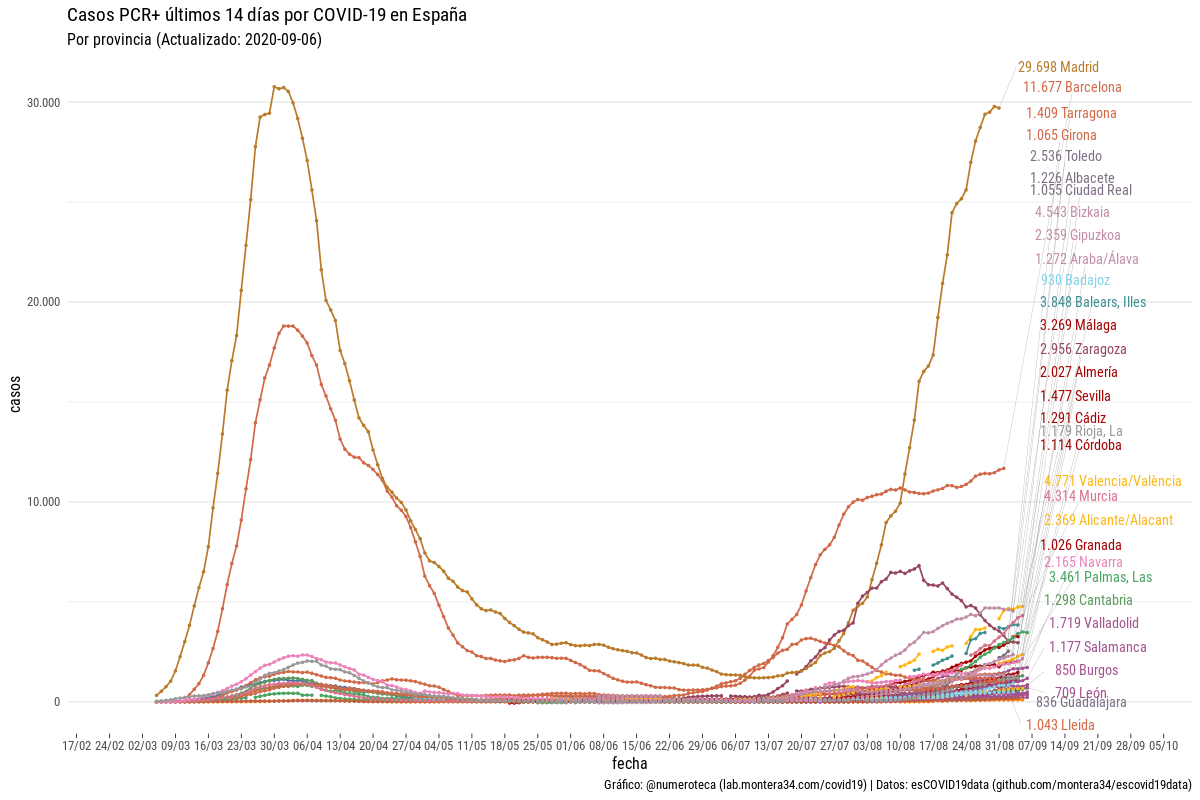 Casos PCR+ últimos 14 días por COVID-19 en España
Por provincia (Actualizado: 2020-09-06)
29.698 Madrid
11.677 Barcelona
30.000
1.409 Tarragona
1.065 Girona
2.536 Toledo
1.226 Albacete
1.055 Ciudad Real
4.543 Bizkaia
2.359 Gipuzkoa
1.272 Araba/Álava
930 Badajoz
20.000
3.848 Balears, Illes
3.269 Málaga
2.956 Zaragoza
2.027 Almería
casos
1.477 Sevilla
1.291 Cádiz
1.179 Rioja, La
1.114 Córdoba
4.771 Valencia/València
4.314 Murcia
10.000
2.369 Alicante/Alacant
1.026 Granada
2.165 Navarra
3.461 Palmas, Las
1.298 Cantabria
1.719 Valladolid
1.177 Salamanca
850 Burgos
709 León
0
836 Guadalajara
1.043 Lleida
17/02 24/02 02/03 09/03 16/03 23/03 30/03 06/04 13/04 20/04 27/04 04/05 11/05 18/05 25/05 01/06 08/06 15/06 22/06 29/06 06/07 13/07 20/07 27/07 03/08 10/08 17/08 24/08 31/08 07/09 14/09 21/09 28/09 05/10
fecha
Gráfico: @numeroteca (lab.montera34.com/covid19) | Datos: esCOVID19data (github.com/montera34/escovid19data)